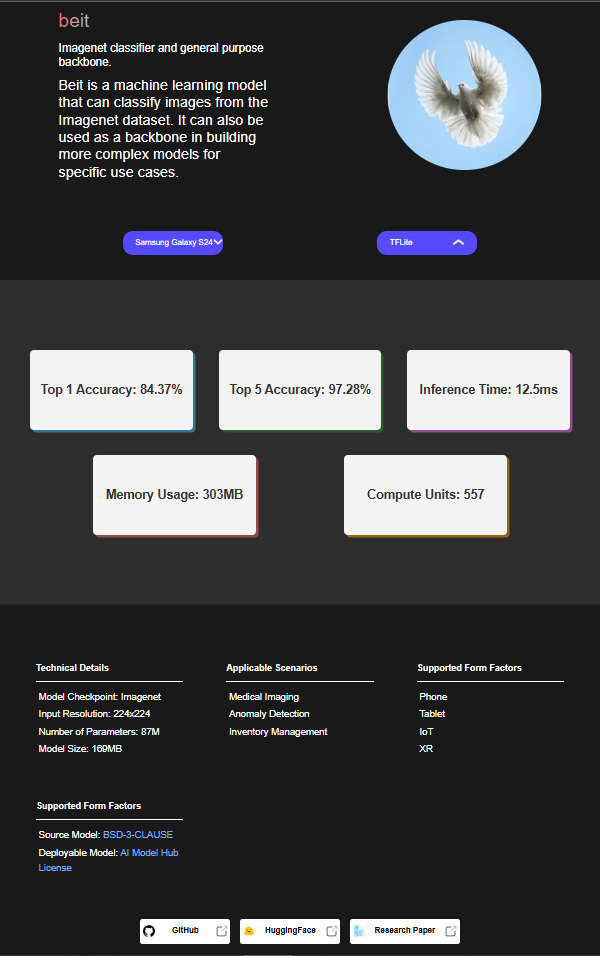 beit
Imagenet classifier and general purpose
backbone.
Beit is a machine learning model
that can classify images from the
Imagenet dataset. It can also be
used as a backbone in building
more complex models for
specific use cases.
Samsung Galaxy S24
TFLite
Top 1 Accuracy: 84.37%
Top 5 Accuracy: 97.28%
Inference Time: 12.5ms
Memory Usage: 303MB
Compute Units: 557
Technical Details
Model Checkpoint: Imagenet
Input Resolution: 224x224
Number of Parameters: 87M
Model Size: 169MB
Applicable Scenarios
Medical Imaging
Anomaly Detection
Inventory Management
Supported Form Factors
Phone
Tablet
IoT
XR
Supported Form Factors
Source Model: BSD-3-CLAUSE
Deployable Model: AI Model Hub
License
GitHub
HuggingFace
Research Paper